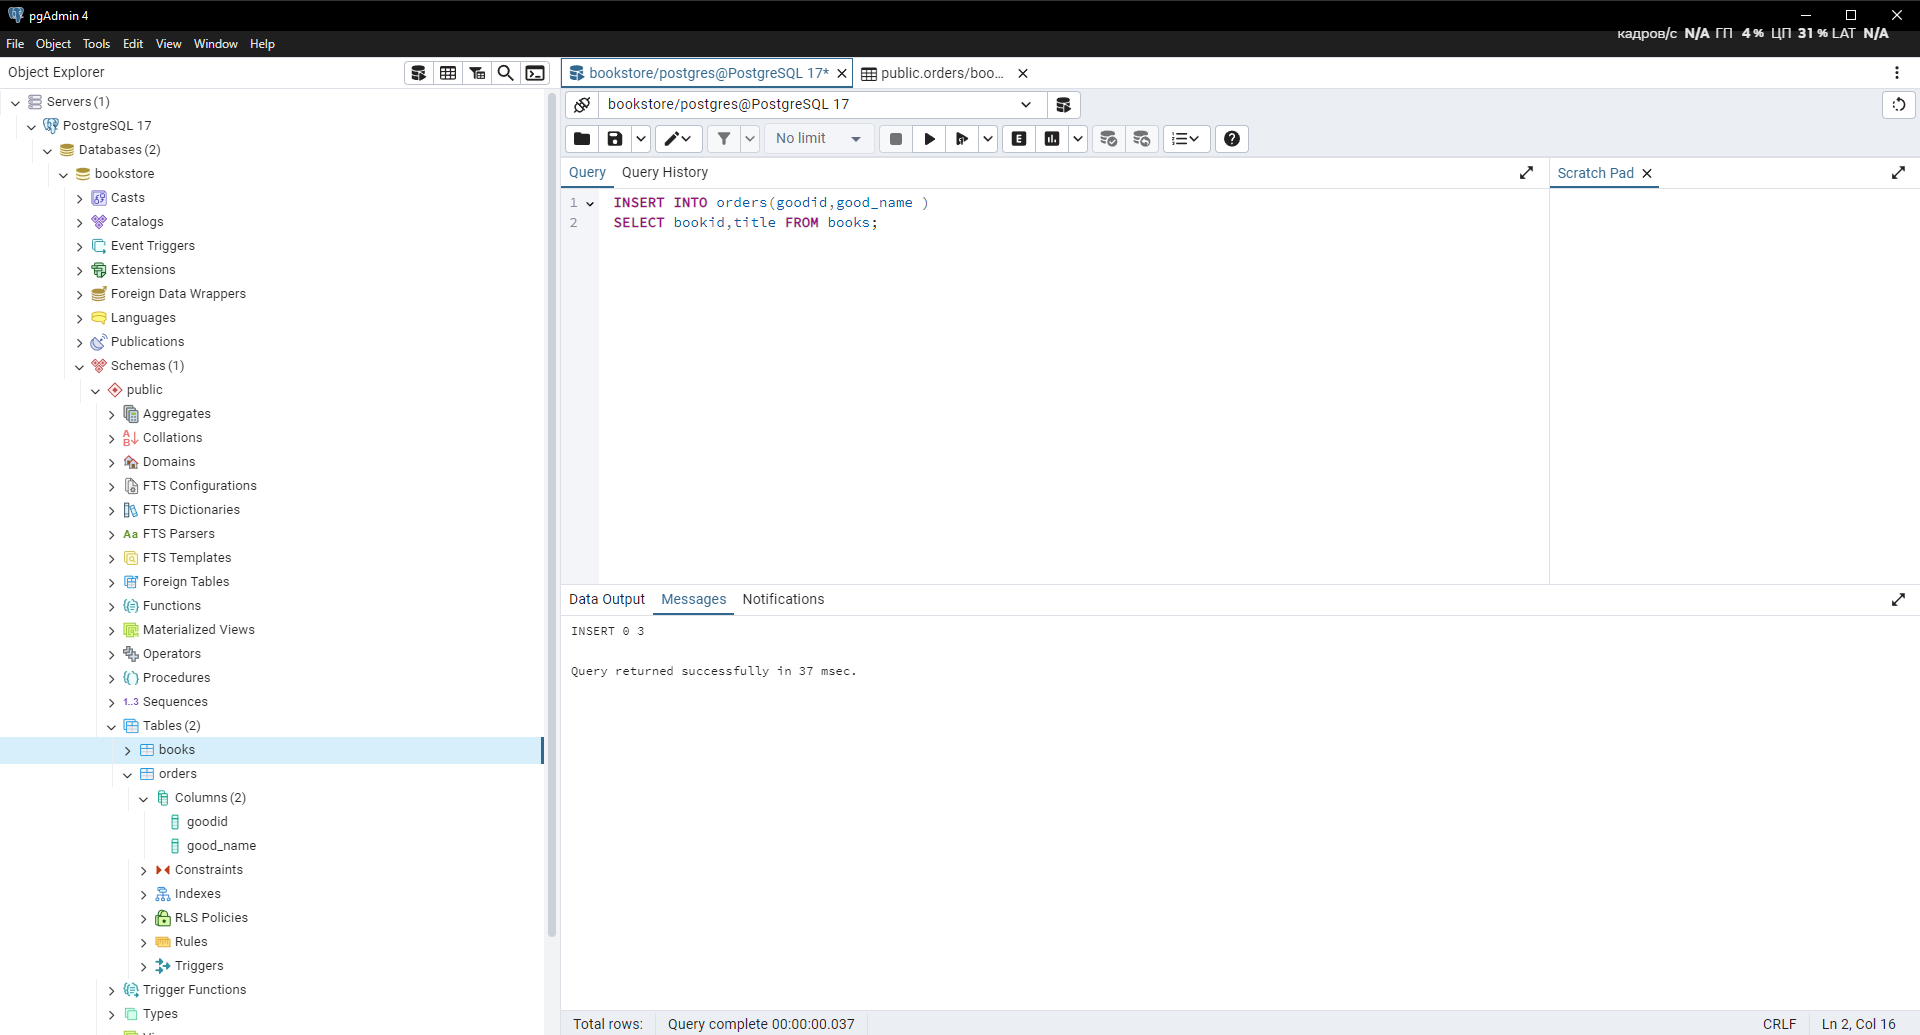 pgAdmin 4
File Object Tools Edit View Window Help
кадров/с N/A ГП 4 % ЦП 31 % LAT N/A
Object Explorer
Servers (1)
PostgreSQL 17
Databases (2)
bookstore
Casts
Catalogs
Event Triggers
Extensions
Foreign Data Wrappers
Languages
Publications
Schemas (1)
public
Aggregates
Collations
Domains
FTS Configurations
FTS Dictionaries
Aa FTS Parsers
FTS Templates
Foreign Tables
Functions
Materialized Views
Operators
Procedures
1..3 Sequences
Tables (2)
books
orders
Columns (2)
goodid
good_name
Constraints
Indexes
RLS Policies
Rules
Triggers
Trigger Functions
Types
bookstore/postgres@PostgreSQL 17*
public.orders/boo...
bookstore/postgres@PostgreSQL 17
No limit
E
Query Query History
Scratch Pad
1 INSERT INTO orders(goodid,good_name )
2 SELECT bookid,title FROM books;
Data Output Messages Notifications
INSERT 0 3
Query returned successfully in 37 msec.
Total rows: Query complete 00:00:00.037
CRLF Ln 2, Col 16